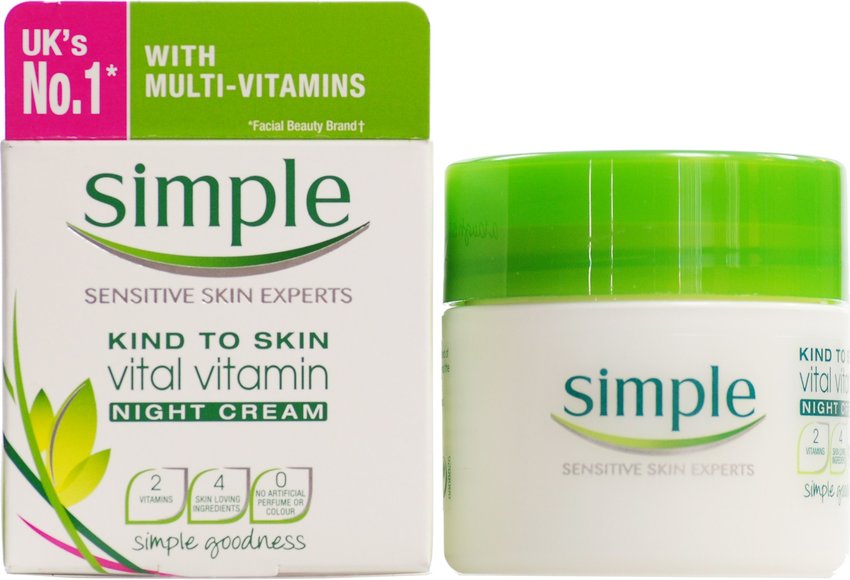 UK's
No.1*
WITH
MULTI-VITAMINS
*Facial Beauty Brand†
simple
SENSITIVE SKIN EXPERTS
KIND TO SKIN
vital vitamin
NIGHT CREAM
2
VITAMINS
4
SKIN LOVING
INGREDIENTS
0
NO ARTIFICIAL
PERFUME OR
COLOUR
simple goodness
simple
SENSITIVE SKIN EXPERTS
KIND TO
vital
NIGHT
2
VITAMINS
4
SKIN LOVING
simple